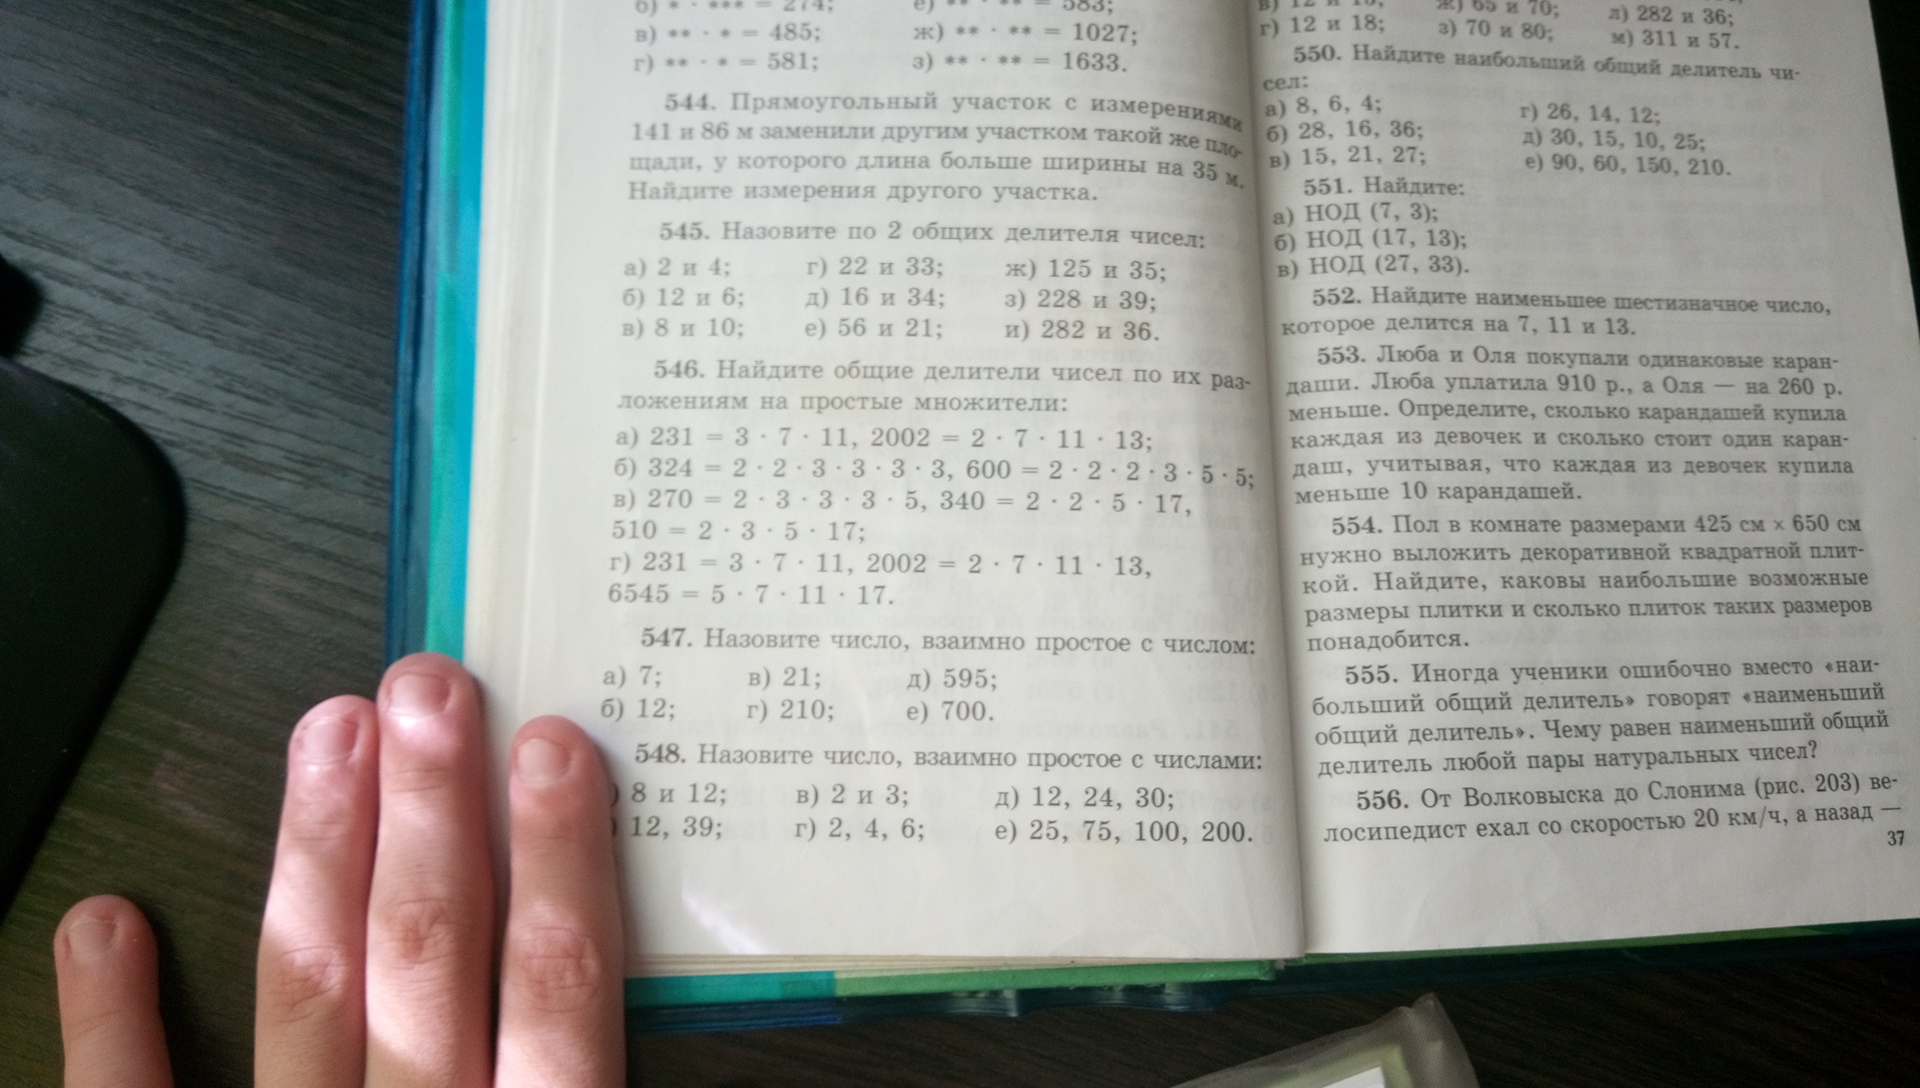 б) * · *** = 274;
е) ** · ** = 583;
в) ** · * = 485;
ж) ** · ** = 1027;
г) ** · * = 581;
з) ** · ** = 1633.
544. Прямоугольный участок с измерениями
141 и 86 м заменили другим участком такой же пло-
щади, у которого длина больше ширины на 35 м.
Найдите измерения другого участка.
545. Назовите по 2 общих делителя чисел:
а) 2 и 4; г) 22 и 33; ж) 125 и 35;
б) 12 и 6; д) 16 и 34; з) 228 и 39;
в) 8 и 10; е) 56 и 21; и) 282 и 36.
546. Найдите общие делители чисел по их раз-
ложениям на простые множители:
а) 231 = 3 · 7 · 11, 2002 = 2 · 7 · 11 · 13;
б) 324 = 2 · 2 · 3 · 3 · 3 · 3, 600 = 2 · 2 · 2 · 3 · 5 · 5;
в) 270 = 2 · 3 · 3 · 3 · 5, 340 = 2 · 2 · 5 · 17,
510 = 2 · 3 · 5 · 17;
г) 231 = 3 · 7 · 11, 2002 = 2 · 7 · 11 · 13,
6545 = 5 · 7 · 11 · 17.
547. Назовите число, взаимно простое с числом:
а) 7; в) 21; д) 595;
б) 12; г) 210; е) 700.
548. Назовите число, взаимно простое с числами:
) 8 и 12; в) 2 и 3; д) 12, 24, 30;
) 12, 39; г) 2, 4, 6; е) 25, 75, 100, 200.
в) 12 и 15; ж) 65 и 70; л) 282 и 36;
г) 12 и 18; з) 70 и 80; м) 311 и 57.
550. Найдите наибольший общий делитель чи-
сел:
а) 8, 6, 4; г) 26, 14, 12;
б) 28, 16, 36; д) 30, 15, 10, 25;
в) 15, 21, 27; е) 90, 60, 150, 210.
551. Найдите:
а) НОД (7, 3);
б) НОД (17, 13);
в) НОД (27, 33).
552. Найдите наименьшее шестизначное число,
которое делится на 7, 11 и 13.
553. Люба и Оля покупали одинаковые каран-
даши. Люба уплатила 910 р., а Оля — на 260 р.
меньше. Определите, сколько карандашей купила
каждая из девочек и сколько стоит один каран-
даш, учитывая, что каждая из девочек купила
меньше 10 карандашей.
554. Пол в комнате размерами 425 см × 650 см
нужно выложить декоративной квадратной плит-
кой. Найдите, каковы наибольшие возможные
размеры плитки и сколько плиток таких размеров
понадобится.
555. Иногда ученики ошибочно вместо «наи-
больший общий делитель» говорят «наименьший
общий делитель». Чему равен наименьший общий
делитель любой пары натуральных чисел?
556. От Волковыска до Слонима (рис. 203) ве-
лосипедист ехал со скоростью 20 км/ч, а назад —
37